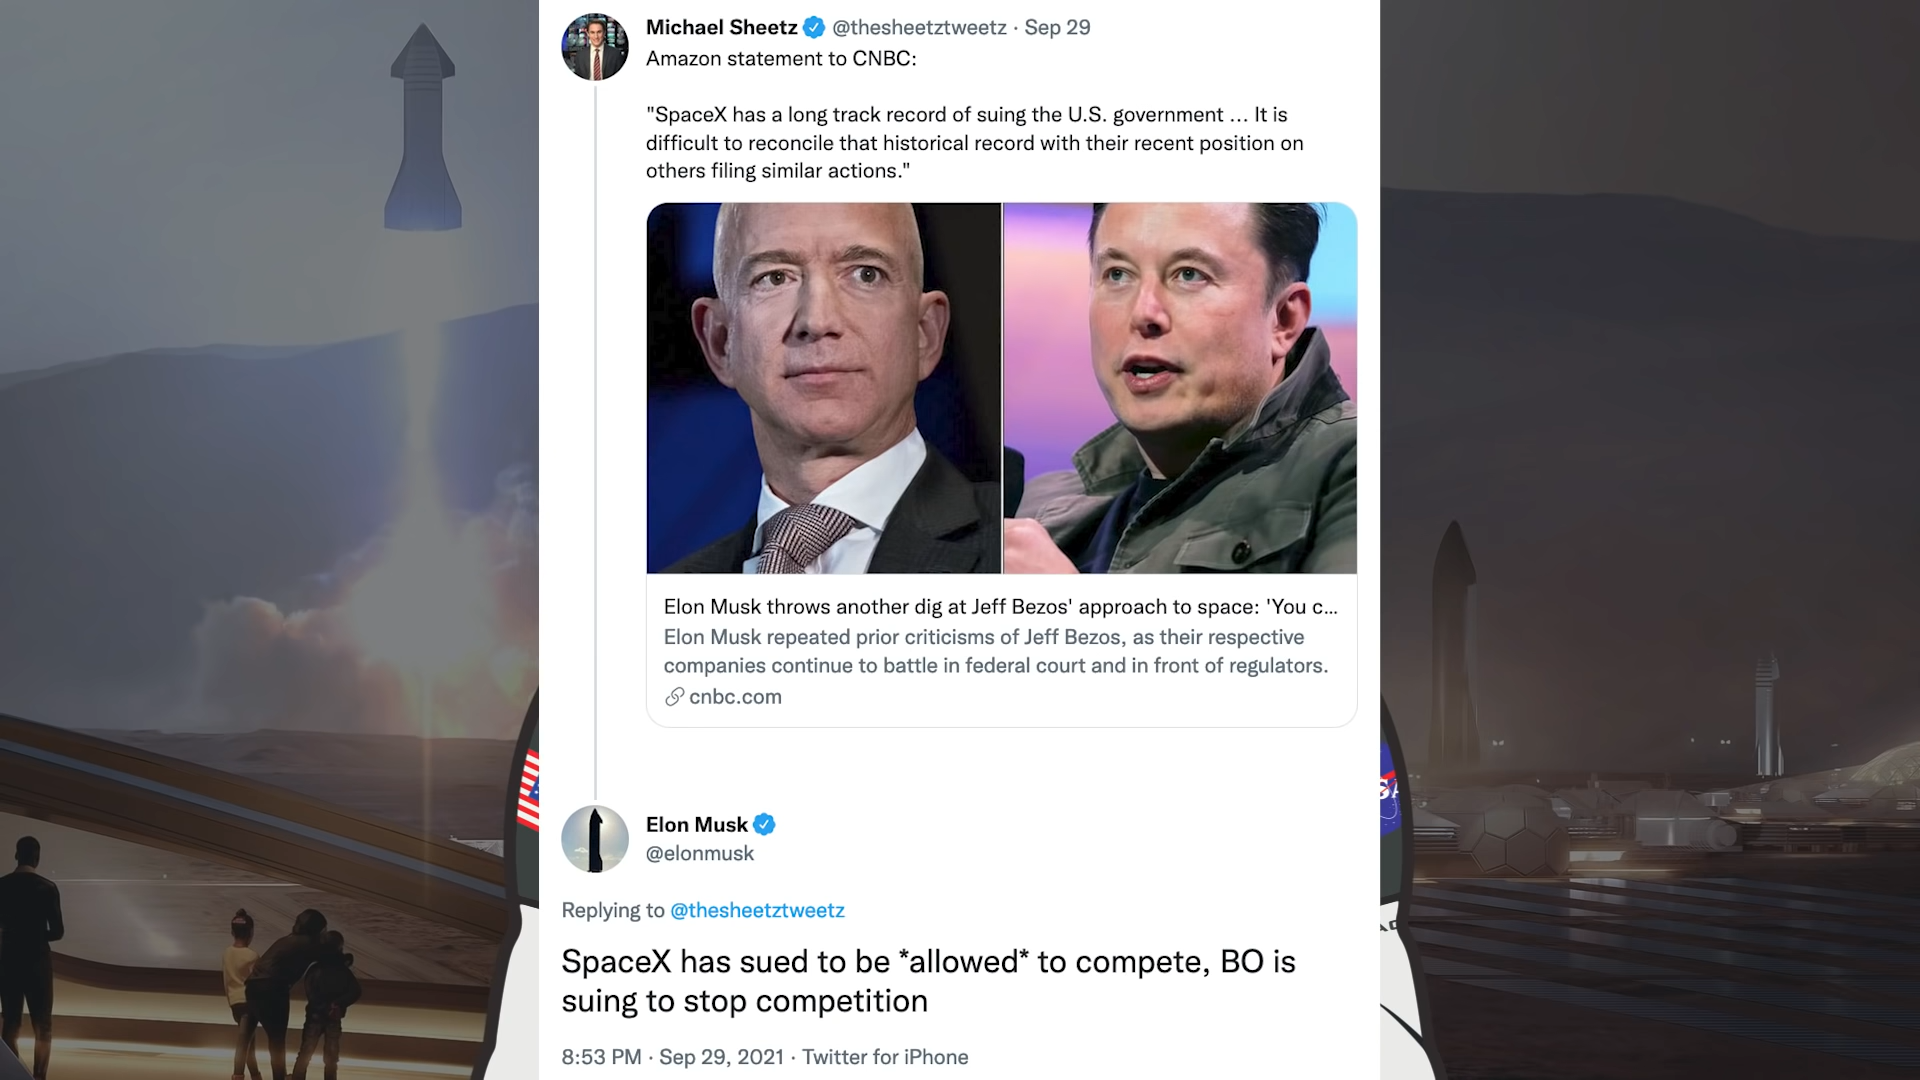 Michael Sheetz @thesheetztweetz · Sep 29
Amazon statement to CNBC:
"SpaceX has a long track record of suing the U.S. government … It is
difficult to reconcile that historical record with their recent position on
others filing similar actions."
Elon Musk throws another dig at Jeff Bezos' approach to space: 'You c...
Elon Musk repeated prior criticisms of Jeff Bezos, as their respective
companies continue to battle in federal court and in front of regulators.
cnbc.com
Elon Musk
@elonmusk
Replying to @thesheetztweetz
SpaceX has sued to be *allowed* to compete, BO is
suing to stop competition
8:53 PM · Sep 29, 2021 · Twitter for iPhone